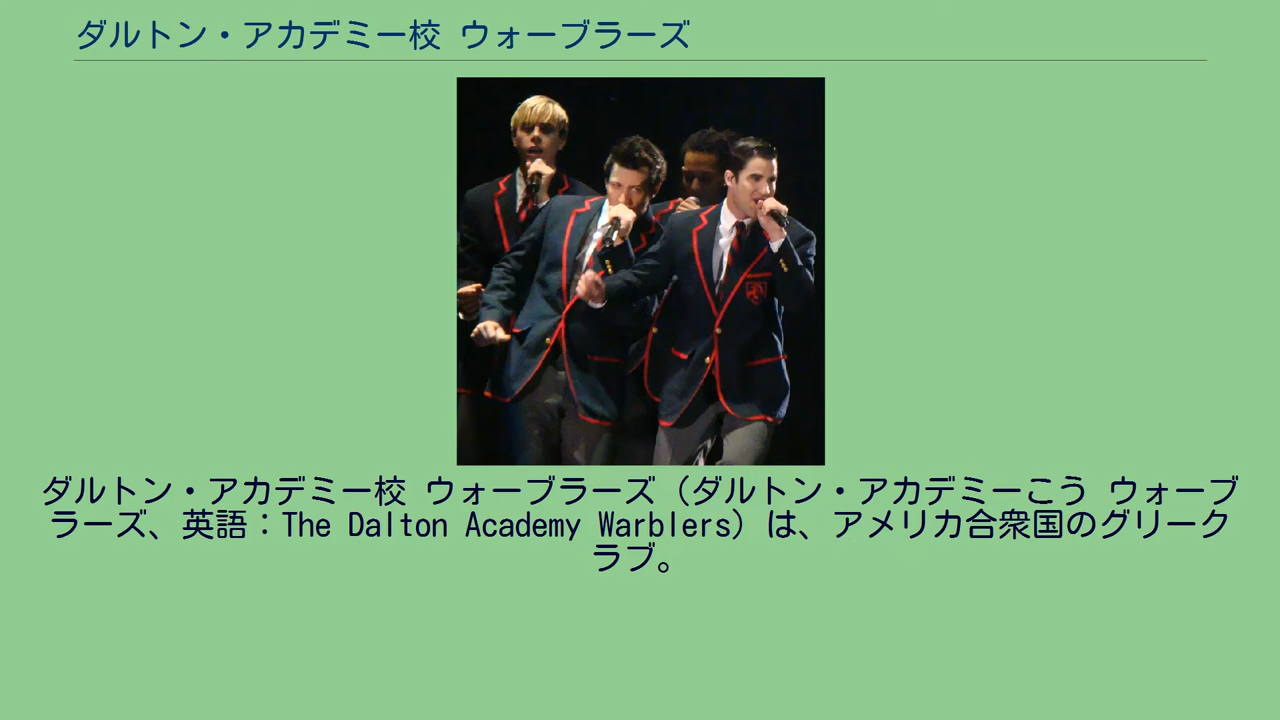 ダルトン・アカデミー校 ウォーブラーズ
ダルトン・アカデミー校 ウォーブラーズ（ダルトン・アカデミーこう ウォーブ
ラーズ、英語：The Dalton Academy Warblers）は、アメリカ合衆国のグリーク
ラブ。